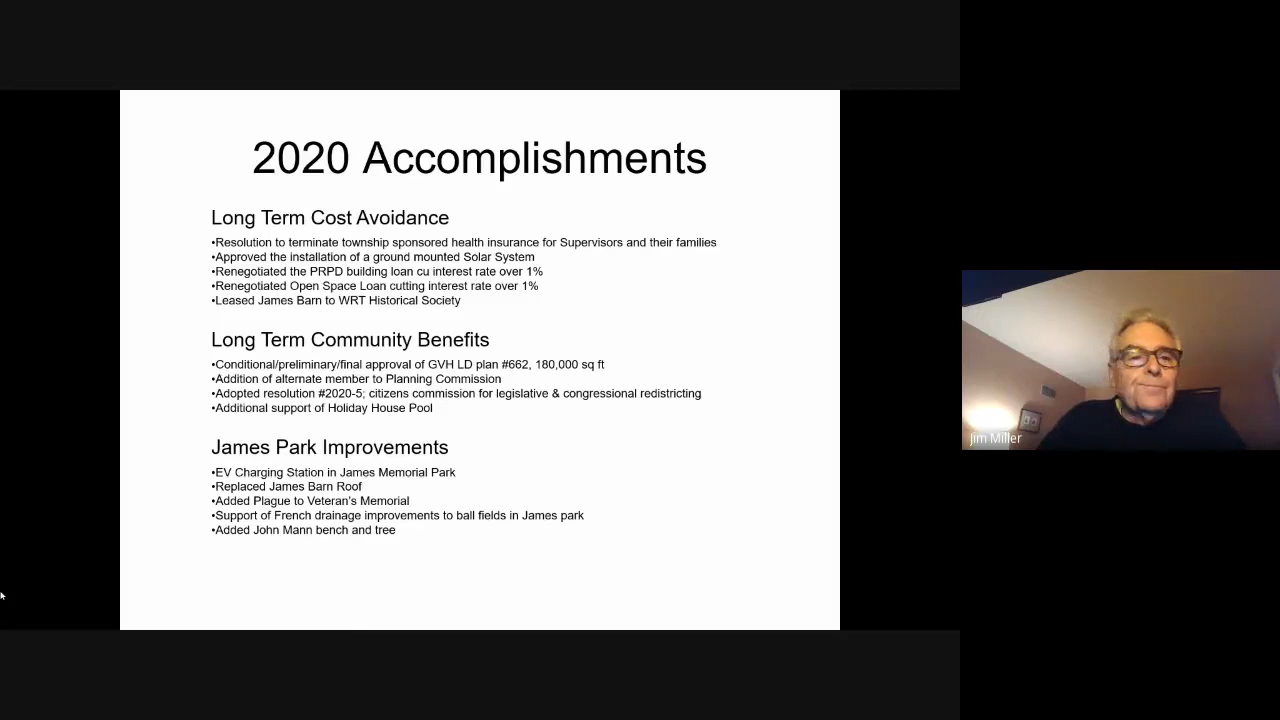 2020 Accomplishments
Long Term Cost Avoidance
•Resolution to terminate township sponsored health insurance for Supervisors and their families
•Approved the installation of a ground mounted Solar System
•Renegotiated the PRPD building loan cu interest rate over 1%
•Renegotiated Open Space Loan cutting interest rate over 1%
•Leased James Barn to WRT Historical Society
Long Term Community Benefits
•Conditional/preliminary/final approval of GVH LD plan #662, 180,000 sq ft
•Addition of alternate member to Planning Commission
•Adopted resolution #2020-5; citizens commission for legislative & congressional redistricting
•Additional support of Holiday House Pool
James Park Improvements
•EV Charging Station in James Memorial Park
•Replaced James Barn Roof
•Added Plague to Veteran’s Memorial
•Support of French drainage improvements to ball fields in James park
•Added John Mann bench and tree
Jim Miller